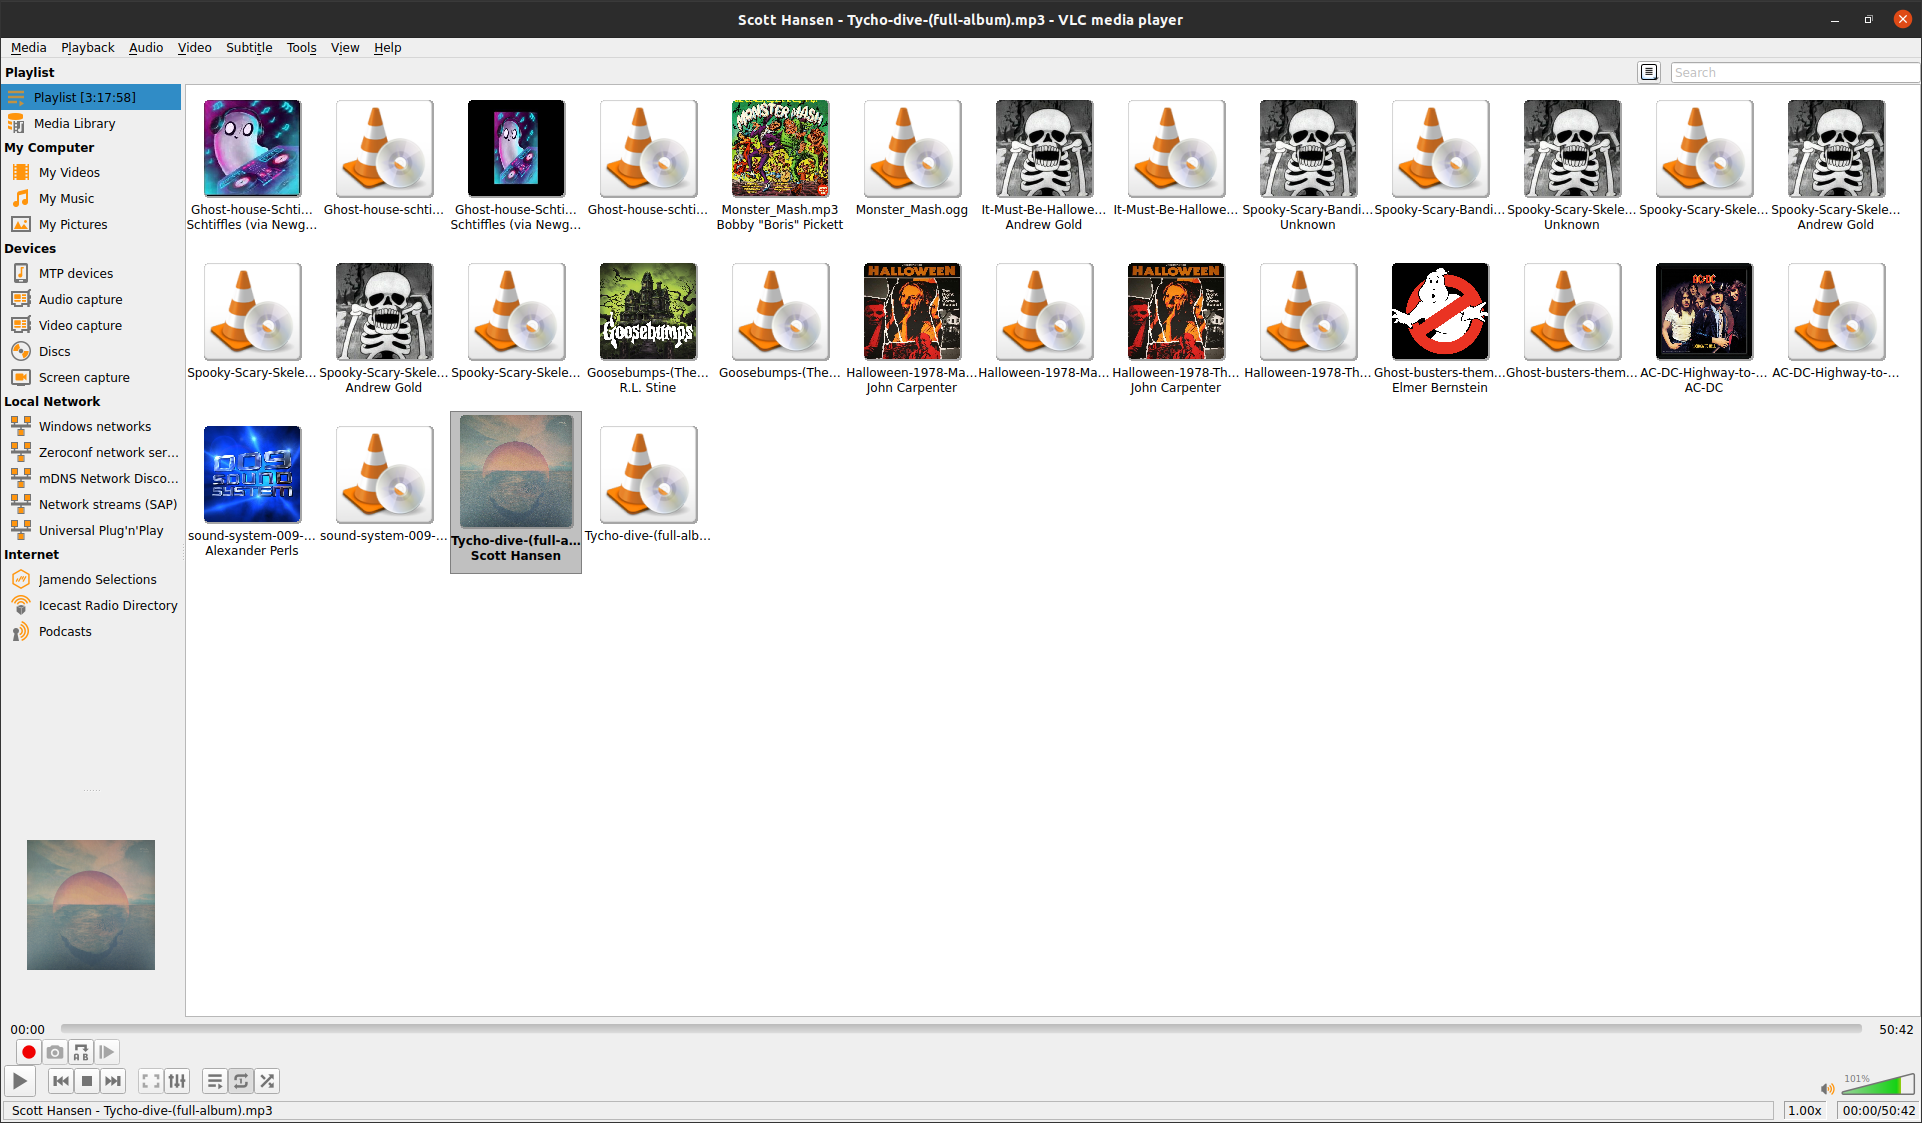 Scott Hansen - Tycho-dive-(full-album).mp3 - VLC media player
Media Playback Audio Video Subtitle Tools View Help
Playlist
Search
Playlist [3:17:58]
Media Library
My Computer
My Videos
My Music
My Pictures
Devices
MTP devices
Audio capture
Video capture
Discs
Screen capture
Local Network
Windows networks
Zeroconf network ser...
mDNS Network Disco...
Network streams (SAP)
Universal Plug'n'Play
Internet
Jamendo Selections
Icecast Radio Directory
Podcasts
MONSTER MASH
Ghost-house-Schti... Ghost-house-schti... Ghost-house-Schti... Ghost-house-schti... Monster_Mash.mp3 Monster_Mash.ogg It-Must-Be-Hallowe... It-Must-Be-Hallowe... Spooky-Scary-Bandi... Spooky-Scary-Bandi... Spooky-Scary-Skele... Spooky-Scary-Skele... Spooky-Scary-Skele...
Schtiffles (via Newg... Schtiffles (via Newg... Bobby "Boris" Pickett Andrew Gold Unknown Unknown Andrew Gold
Goosebumps HALLOWEEN HALLOWEEN AC DC
Spooky-Scary-Skele... Spooky-Scary-Skele... Spooky-Scary-Skele... Goosebumps-(The... Goosebumps-(The... Halloween-1978-Ma... Halloween-1978-Ma... Halloween-1978-Th... Halloween-1978-Th... Ghost-busters-them... Ghost-busters-them... AC-DC-Highway-to-... AC-DC-Highway-to-...
Andrew Gold R.L. Stine John Carpenter John Carpenter Elmer Bernstein AC-DC
009
SOUND
SYSTEM
sound-system-009-... sound-system-009-... Tycho-dive-(full-a... Tycho-dive-(full-alb...
Alexander Perls Scott Hansen
00:00 50:42
A B
101%
Scott Hansen - Tycho-dive-(full-album).mp3 1.00x 00:00/50:42